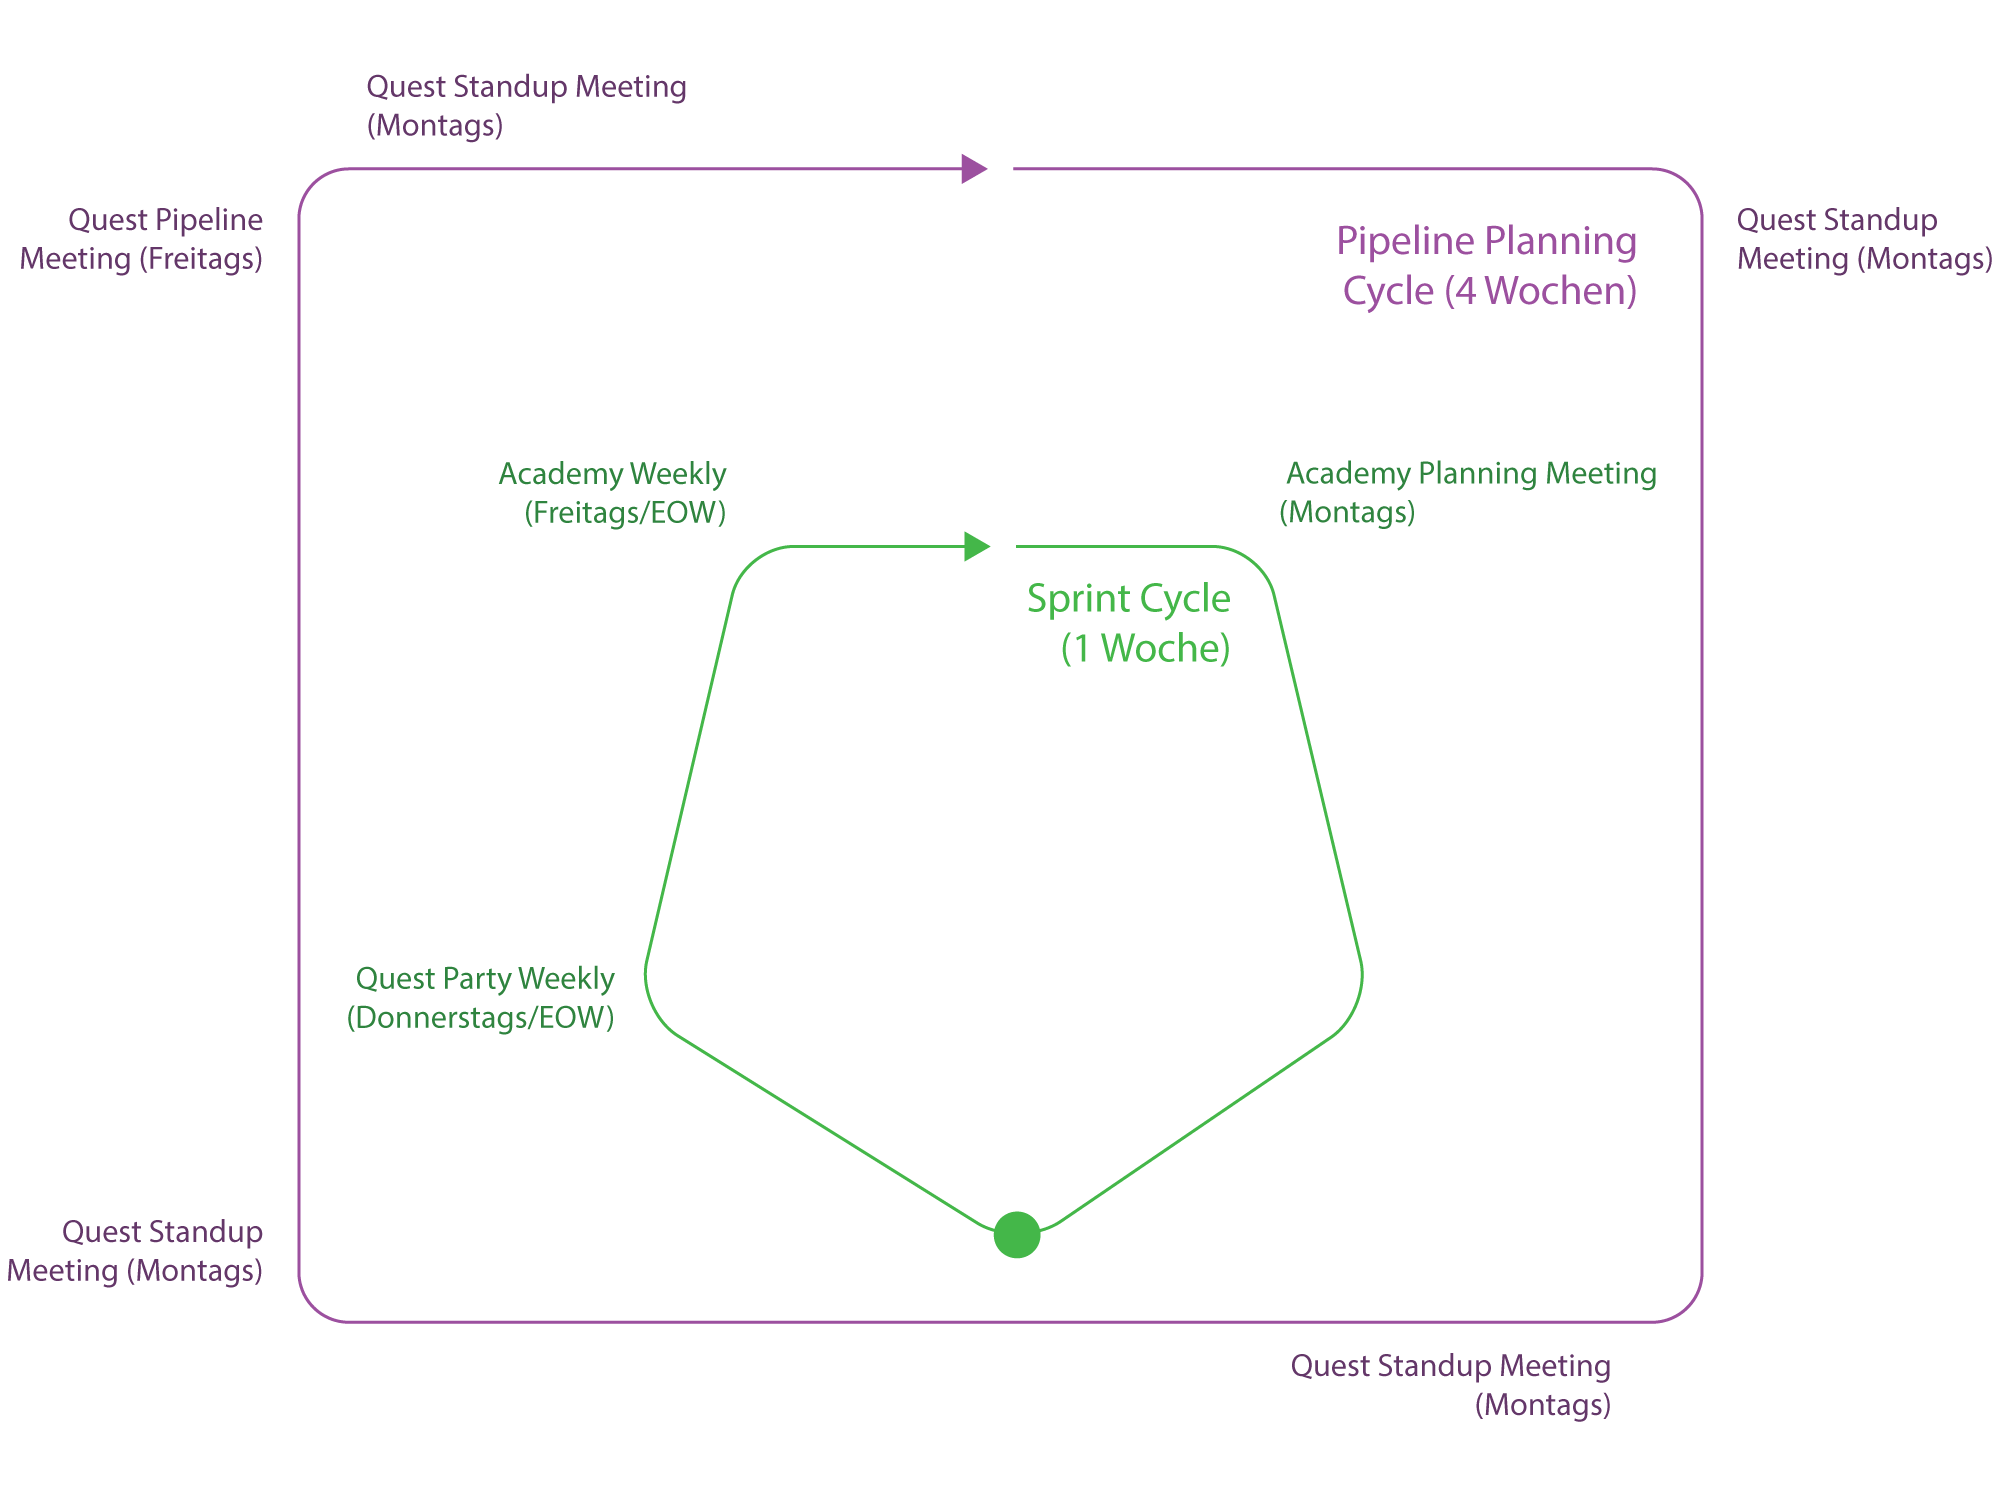 Quest Standup Meeting
(Montags)
Quest Pipeline
Meeting (Freitags)
Pipeline Planning
Cycle (4 Wochen)
Quest Standup
Meeting (Montags)
Academy Weekly
(Freitags/EOW)
Academy Planning Meeting
(Montags)
Sprint Cycle
(1 Woche)
Quest Party Weekly
(Donnerstags/EOW)
Quest Standup
Meeting (Montags)
Quest Standup Meeting
(Montags)